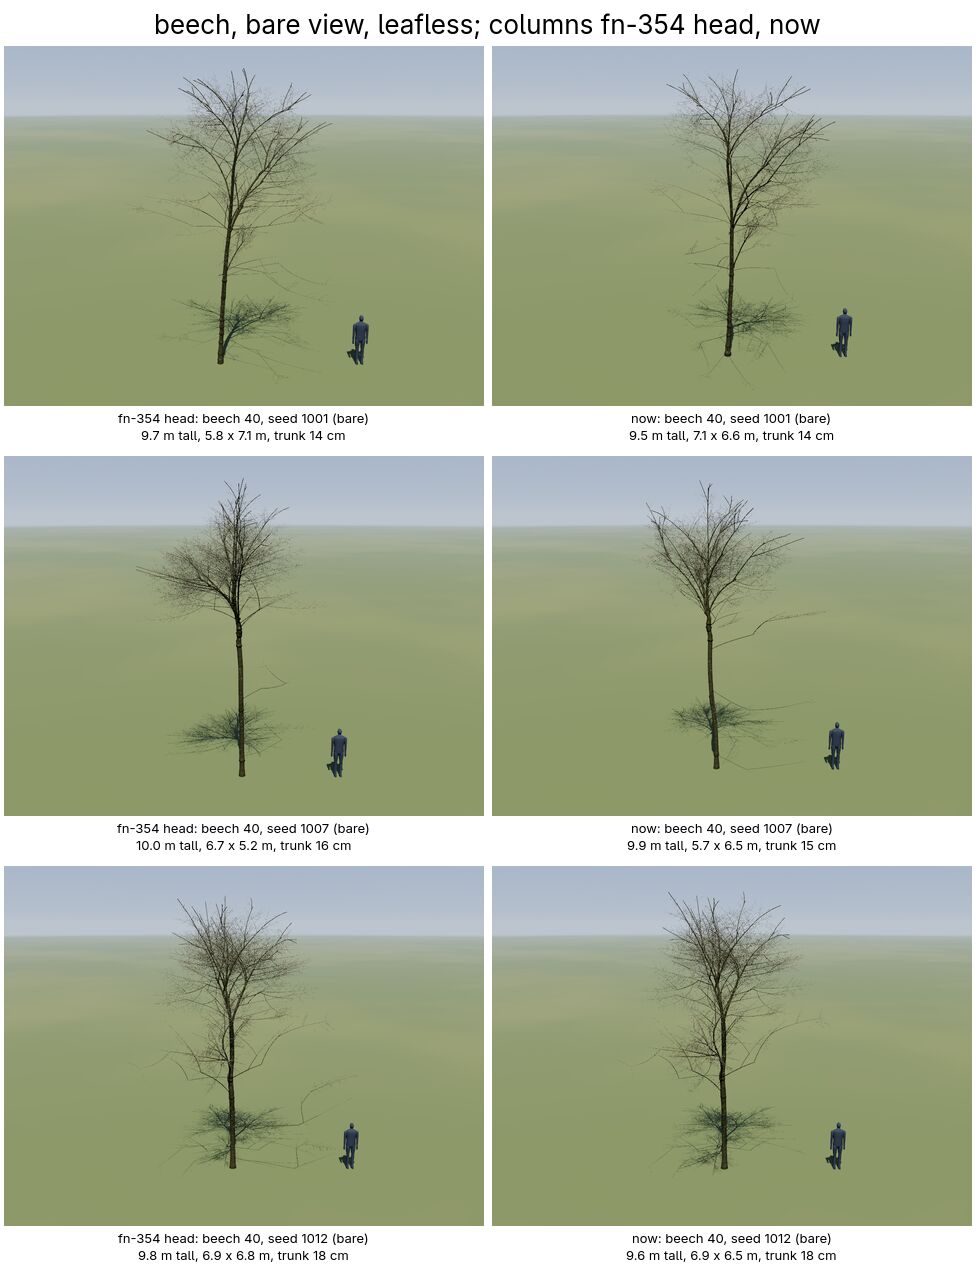 beech, bare view, leafless; columns fn-354 head, now
fn-354 head: beech 40, seed 1001 (bare)
9.7 m tall, 5.8 x 7.1 m, trunk 14 cm
now: beech 40, seed 1001 (bare)
9.5 m tall, 7.1 x 6.6 m, trunk 14 cm
fn-354 head: beech 40, seed 1007 (bare)
10.0 m tall, 6.7 x 5.2 m, trunk 16 cm
now: beech 40, seed 1007 (bare)
9.9 m tall, 5.7 x 6.5 m, trunk 15 cm
fn-354 head: beech 40, seed 1012 (bare)
9.8 m tall, 6.9 x 6.8 m, trunk 18 cm
now: beech 40, seed 1012 (bare)
9.6 m tall, 6.9 x 6.5 m, trunk 18 cm